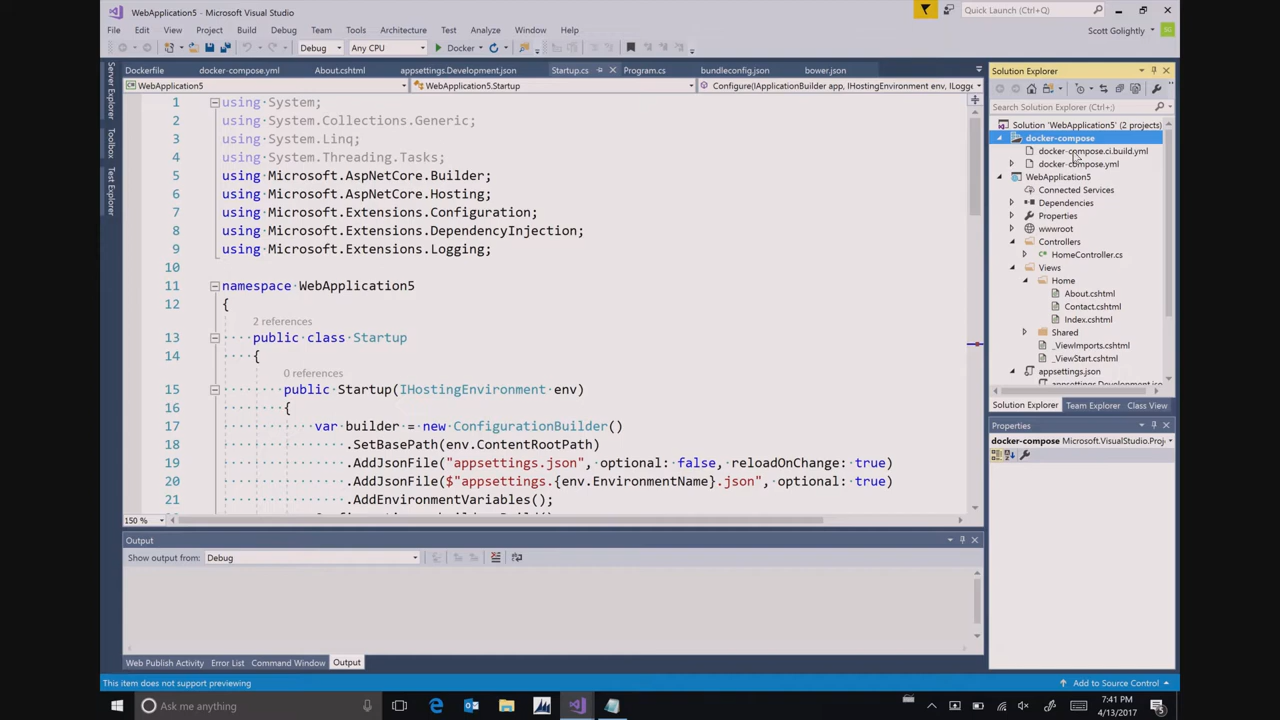 WebApplication5 - Microsoft Visual Studio
Quick Launch (Ctrl+Q)
File Edit View Project Build Debug Team Tools Architecture Test Analyze Window Help
Scott Golightly SG
Debug Any CPU Docker
Dockerfile docker-compose.yml About.cshtml appsettings.Development.json Startup.cs Program.cs bundleconfig.json bower.json
WebApplication5 WebApplication5.Startup Configure(IApplicationBuilder app, IHostingEnvironment env, ILogge
Server Explorer
Toolbox
Test Explorer
1 using System;
2 using System.Collections.Generic;
3 using System.Linq;
4 using System.Threading.Tasks;
5 using Microsoft.AspNetCore.Builder;
6 using Microsoft.AspNetCore.Hosting;
7 using Microsoft.Extensions.Configuration;
8 using Microsoft.Extensions.DependencyInjection;
9 using Microsoft.Extensions.Logging;
10
11 namespace WebApplication5
12 {
2 references
13 public class Startup
14 {
0 references
15 public Startup(IHostingEnvironment env)
16 {
17 var builder = new ConfigurationBuilder()
18 .SetBasePath(env.ContentRootPath)
19 .AddJsonFile("appsettings.json", optional: false, reloadOnChange: true)
20 .AddJsonFile($"appsettings.{env.EnvironmentName}.json", optional: true)
21 .AddEnvironmentVariables();
150 %
Output
Show output from: Debug
Web Publish Activity Error List Command Window Output
Solution Explorer
Search Solution Explorer (Ctrl+;)
Solution 'WebApplication5' (2 projects)
docker-compose
docker-compose.ci.build.yml
docker-compose.yml
WebApplication5
Connected Services
Dependencies
Properties
wwwroot
Controllers
HomeController.cs
Views
Home
About.cshtml
Contact.cshtml
Index.cshtml
Shared
_ViewImports.cshtml
_ViewStart.cshtml
appsettings.json
appsettings.Development.jso
Solution Explorer Team Explorer Class View
Properties
docker-compose Microsoft.VisualStudio.Proj
This item does not support previewing
Add to Source Control
Ask me anything
7:41 PM
4/13/2017
5